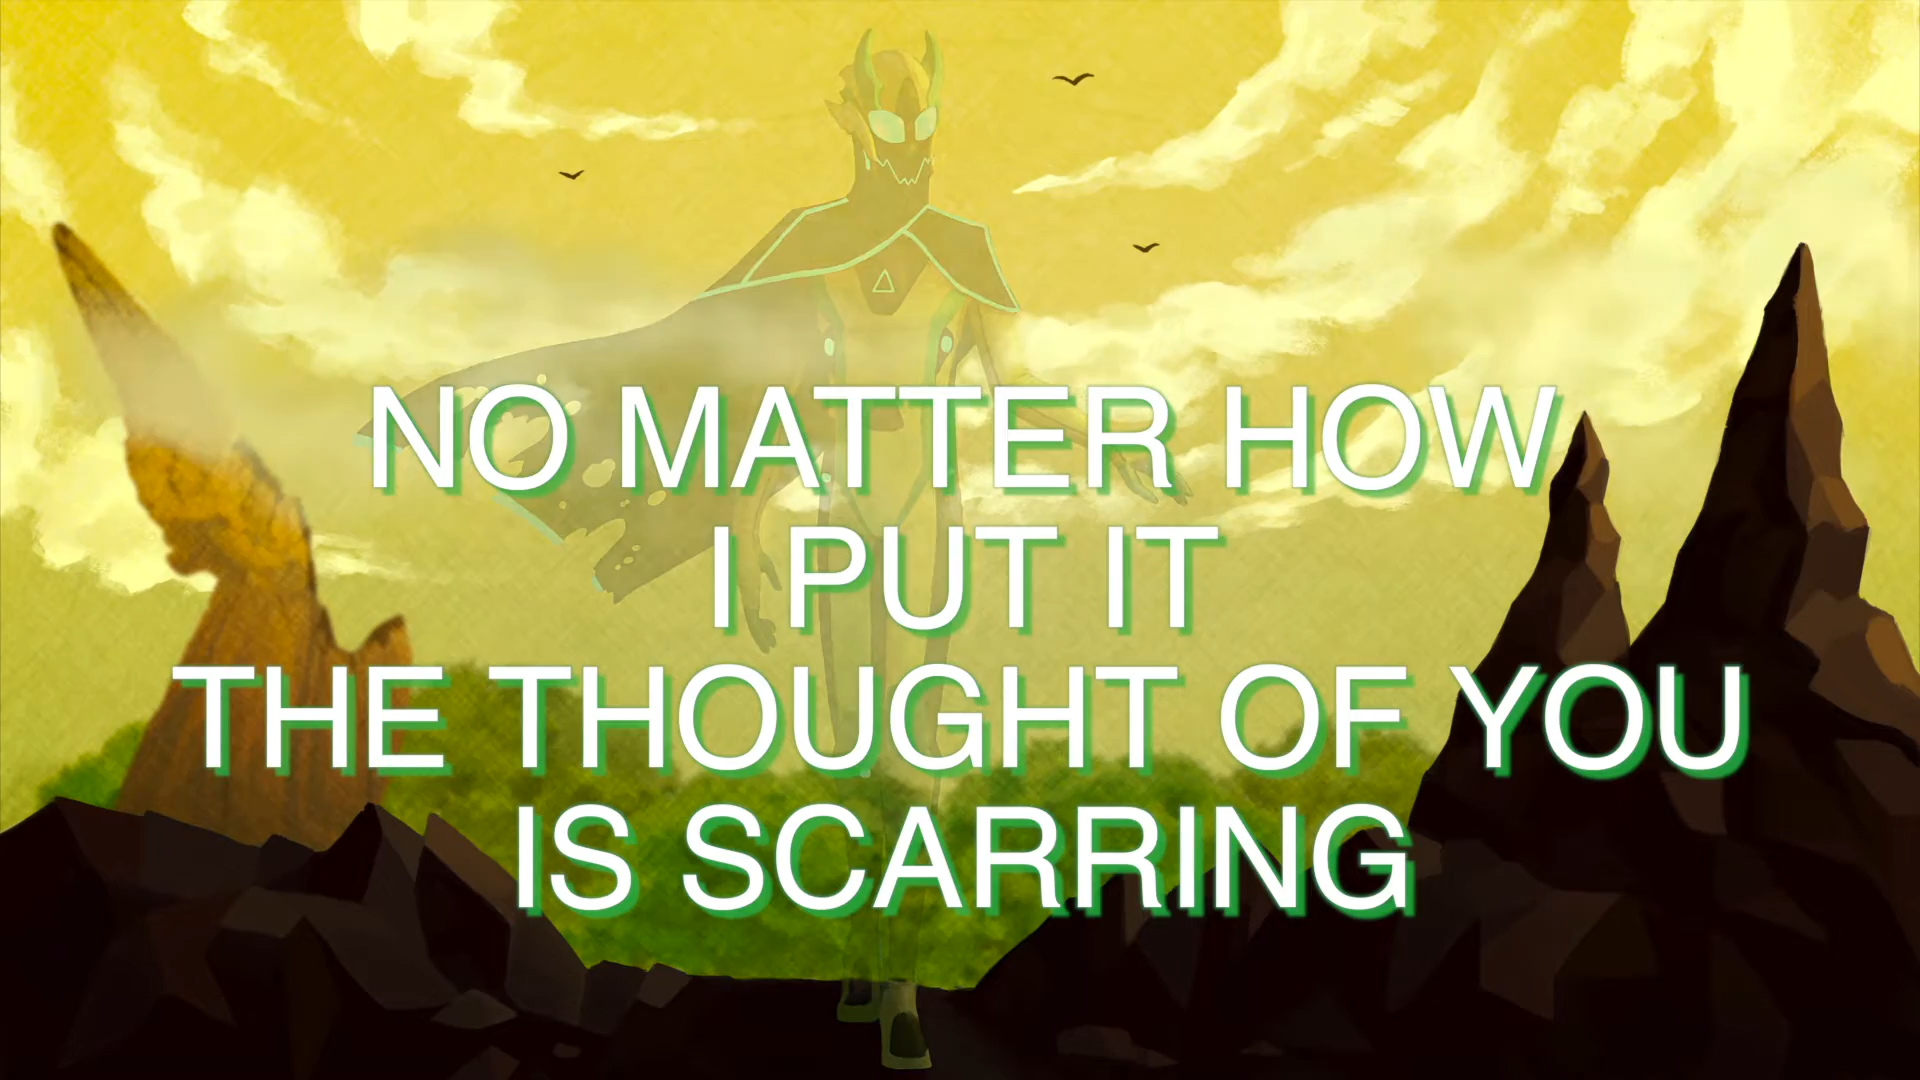 NO MATTER HOW
I PUT IT
THE THOUGHT OF YOU
IS SCARRING